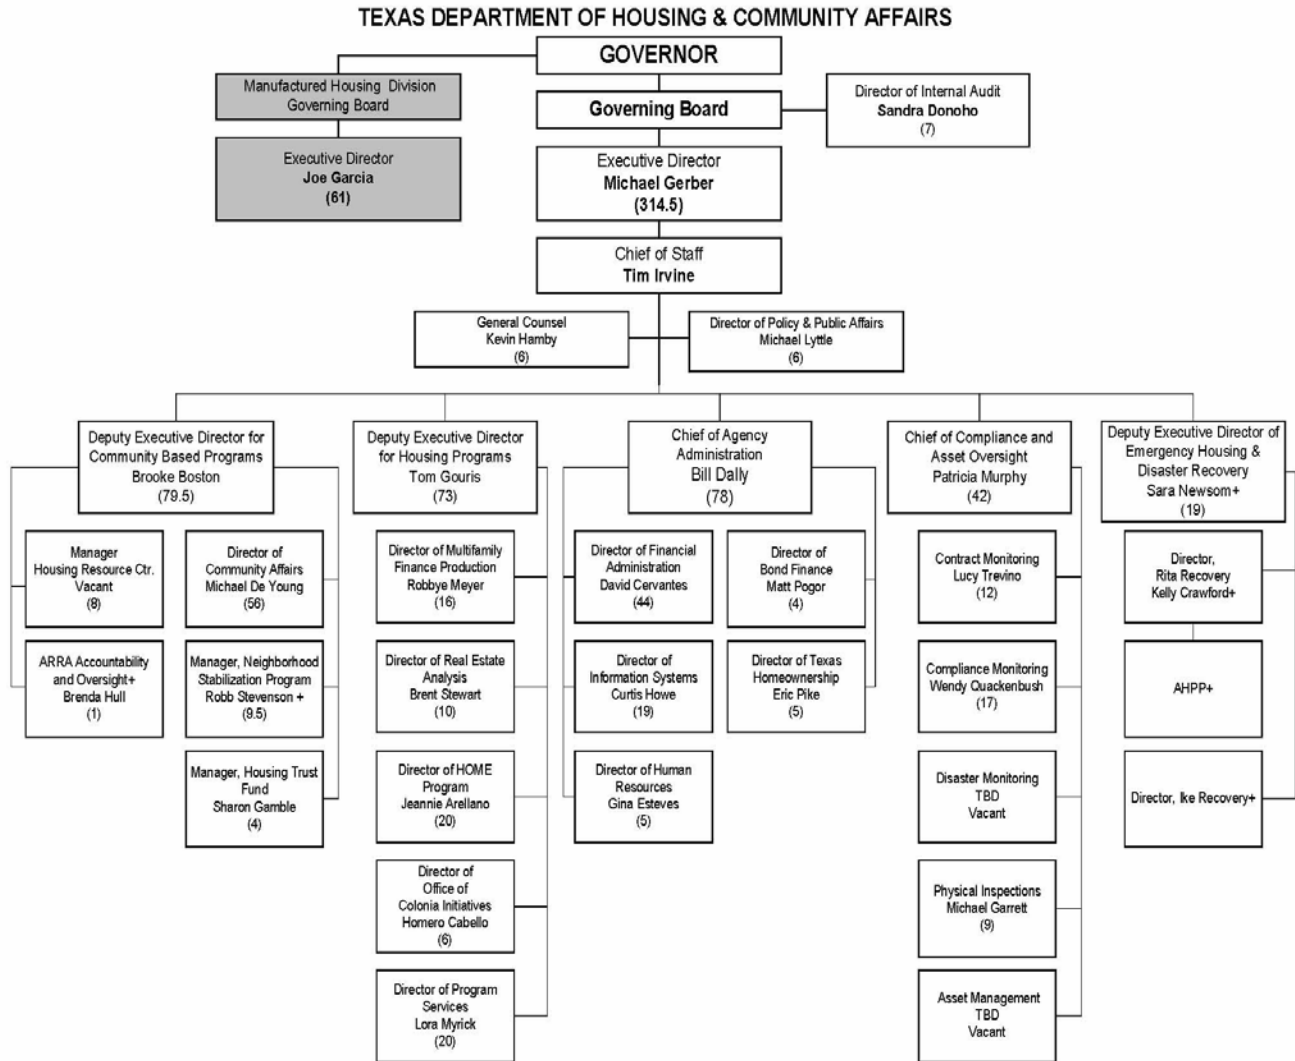 TEXAS DEPARTMENT OF HOUSING & COMMUNITY AFFAIRS
GOVERNOR
Manufactured Housing Division
Governing Board
Governing Board
Director of Internal Audit
Sandra Donoho
(7)
Executive Director
Joe Garcia
(61)
Executive Director
Michael Gerber
(314.5)
Chief of Staff
Tim Irvine
General Counsel
Kevin Hamby
(6)
Director of Policy & Public Affairs
Michael Lyttle
(6)
Deputy Executive Director for
Community Based Programs
Brooke Boston
(79.5)
Deputy Executive Director
for Housing Programs
Tom Gouris
(73)
Chief of Agency
Administration
Bill Dally
(78)
Chief of Compliance and
Asset Oversight
Patricia Murphy
(42)
Deputy Executive Director of
Emergency Housing &
Disaster Recovery
Sara Newsom+
(19)
Manager
Housing Resource Ctr.
Vacant
(8)
Director of
Community Affairs
Michael De Young
(56)
Director of Multifamily
Finance Production
Robbye Meyer
(16)
Director of Financial
Administration
David Cervantes
(44)
Director of
Bond Finance
Matt Pogor
(4)
Contract Monitoring
Lucy Trevino
(12)
Director,
Rita Recovery
Kelly Crawford+
ARRA Accountability
and Oversight+
Brenda Hull
(1)
Manager, Neighborhood
Stabilization Program
Robb Stevenson +
(9.5)
Director of Real Estate
Analysis
Brent Stewart
(10)
Director of
Information Systems
Curtis Howe
(19)
Director of Texas
Homeownership
Eric Pike
(5)
Compliance Monitoring
Wendy Quackenbush
(17)
AHPP+
Manager, Housing Trust
Fund
Sharon Gamble
(4)
Director of HOME
Program
Jeannie Arellano
(20)
Director of Human
Resources
Gina Esteves
(5)
Disaster Monitoring
TBD
Vacant
Director, Ike Recovery+
Director of
Office of
Colonia Initiatives
Homero Cabello
(6)
Physical Inspections
Michael Garrett
(9)
Director of Program
Services
Lora Myrick
(20)
Asset Management
TBD
Vacant